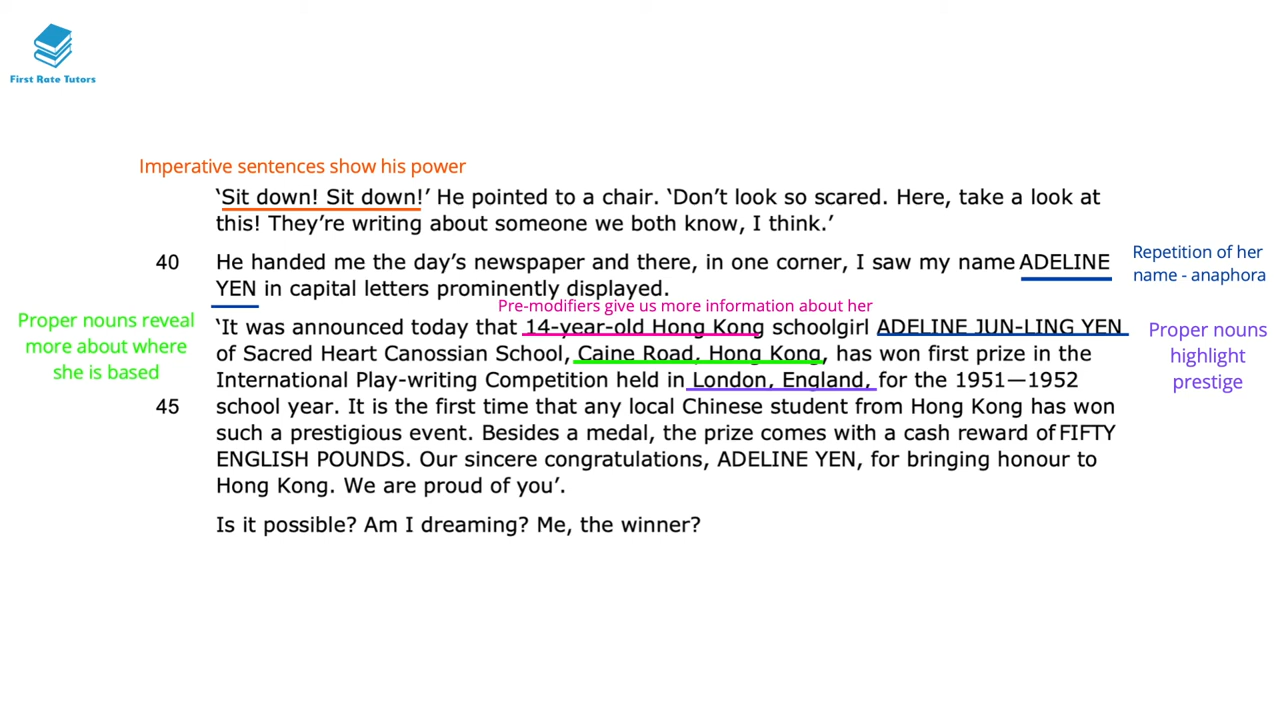 First Rate Tutors
Imperative sentences show his power
‘Sit down! Sit down!’ He pointed to a chair. ‘Don’t look so scared. Here, take a look at
this! They’re writing about someone we both know, I think.’
40 He handed me the day’s newspaper and there, in one corner, I saw my name ADELINE
YEN in capital letters prominently displayed.
Repetition of her
name - anaphora
Pre-modifiers give us more information about her
Proper nouns reveal
more about where
she is based
‘It was announced today that 14-year-old Hong Kong schoolgirl ADELINE JUN-LING YEN
of Sacred Heart Canossian School, Caine Road, Hong Kong, has won first prize in the
International Play-writing Competition held in London, England, for the 1951—1952
45 school year. It is the first time that any local Chinese student from Hong Kong has won
such a prestigious event. Besides a medal, the prize comes with a cash reward of FIFTY
ENGLISH POUNDS. Our sincere congratulations, ADELINE YEN, for bringing honour to
Hong Kong. We are proud of you’.
Proper nouns
highlight
prestige
Is it possible? Am I dreaming? Me, the winner?